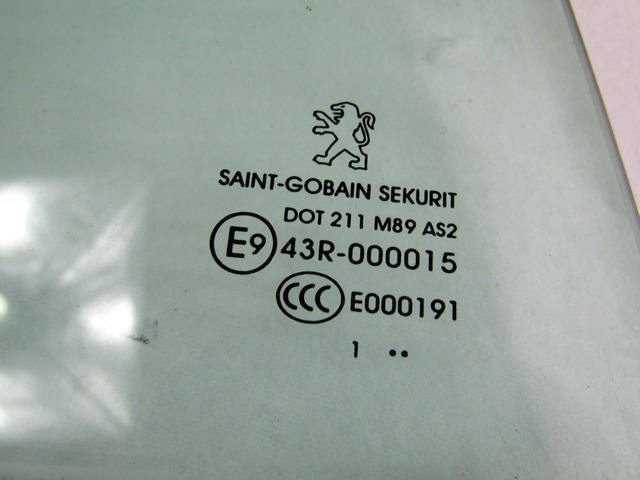 SAINT-GOBAIN SEKURIT
DOT 211 M89 AS2
E9 43R-000015
CCC E000191
1 ••